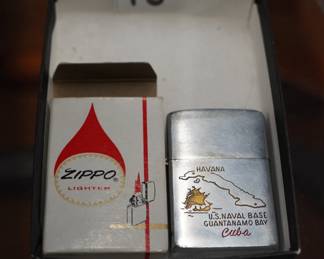 ZIPPO®
LIGHTER
HAVANA
U.S. NAVAL BASE
GUANTANAMO BAY
Cuba